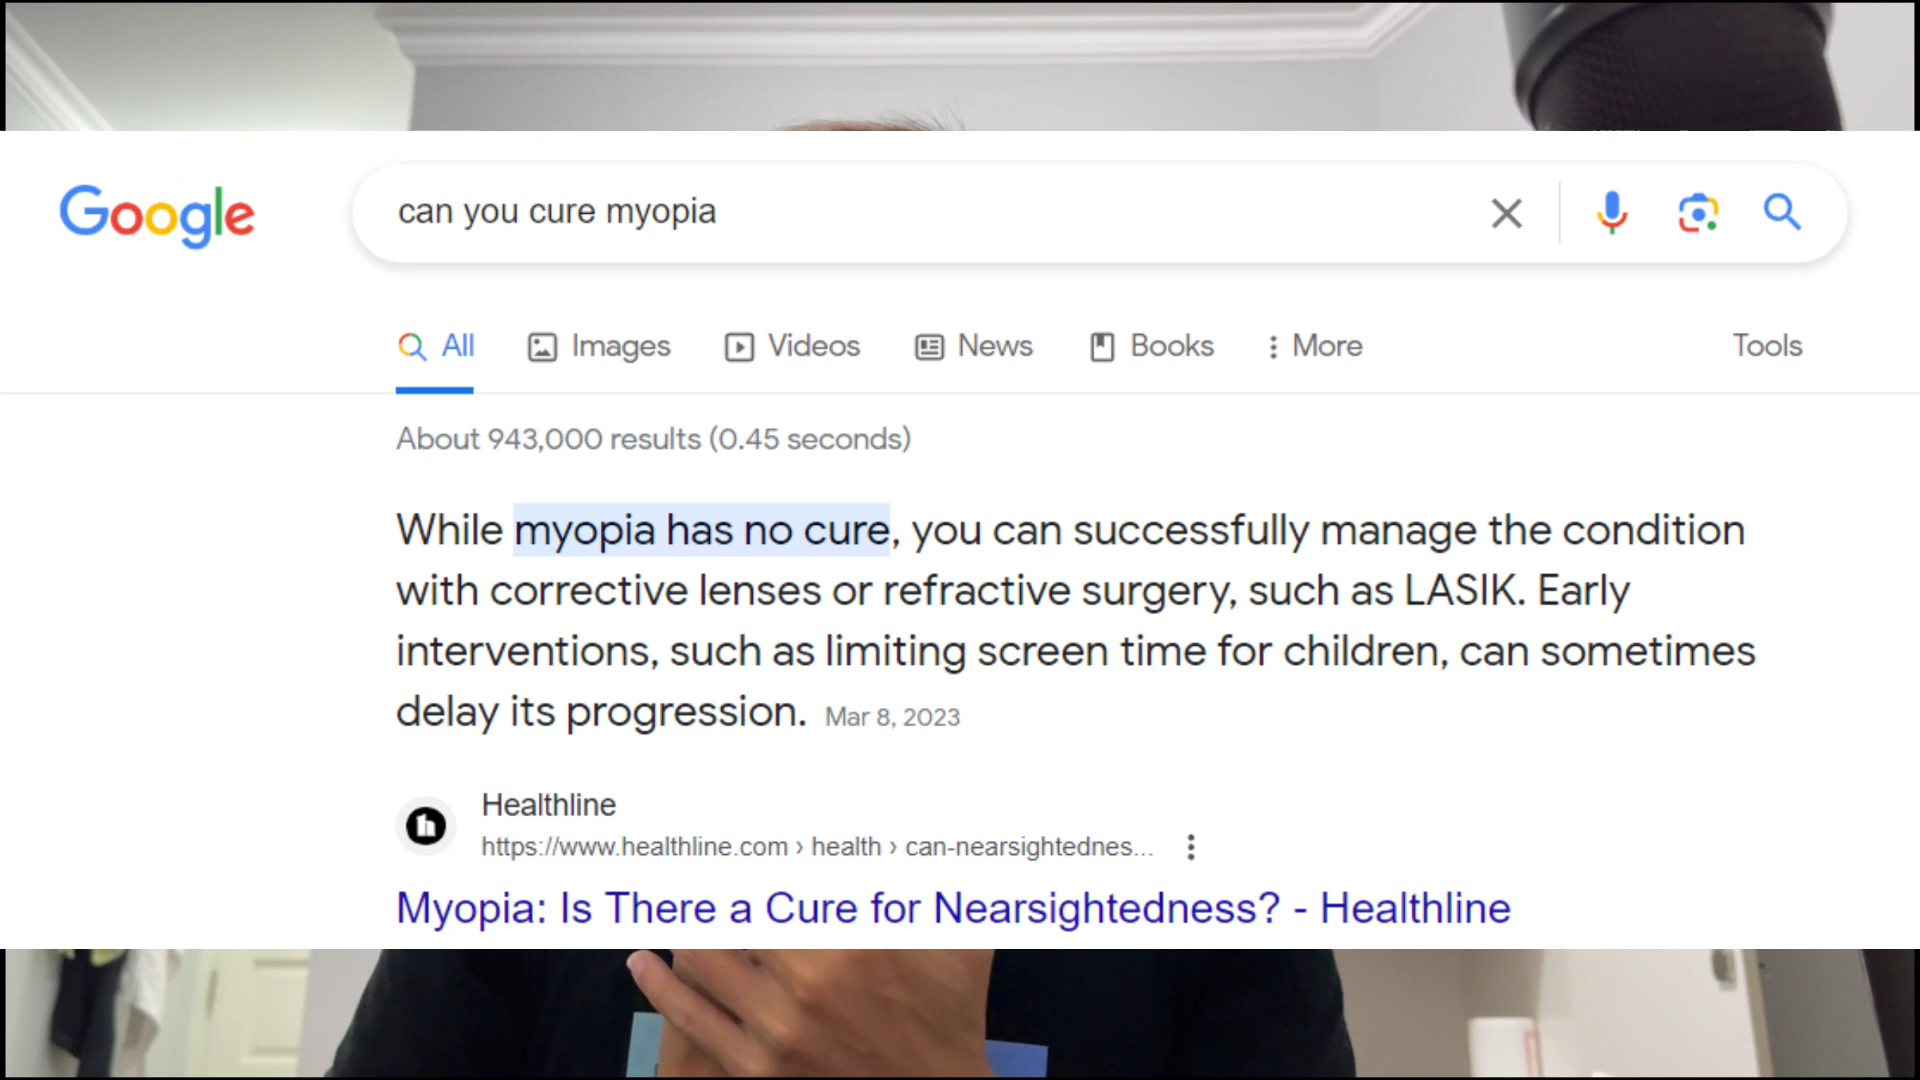 Google
can you cure myopia
All Images Videos News Books More Tools
About 943,000 results (0.45 seconds)
While myopia has no cure, you can successfully manage the condition
with corrective lenses or refractive surgery, such as LASIK. Early
interventions, such as limiting screen time for children, can sometimes
delay its progression. Mar 8, 2023
Healthline
https://www.healthline.com › health › can-nearsightednes...
Myopia: Is There a Cure for Nearsightedness? - Healthline